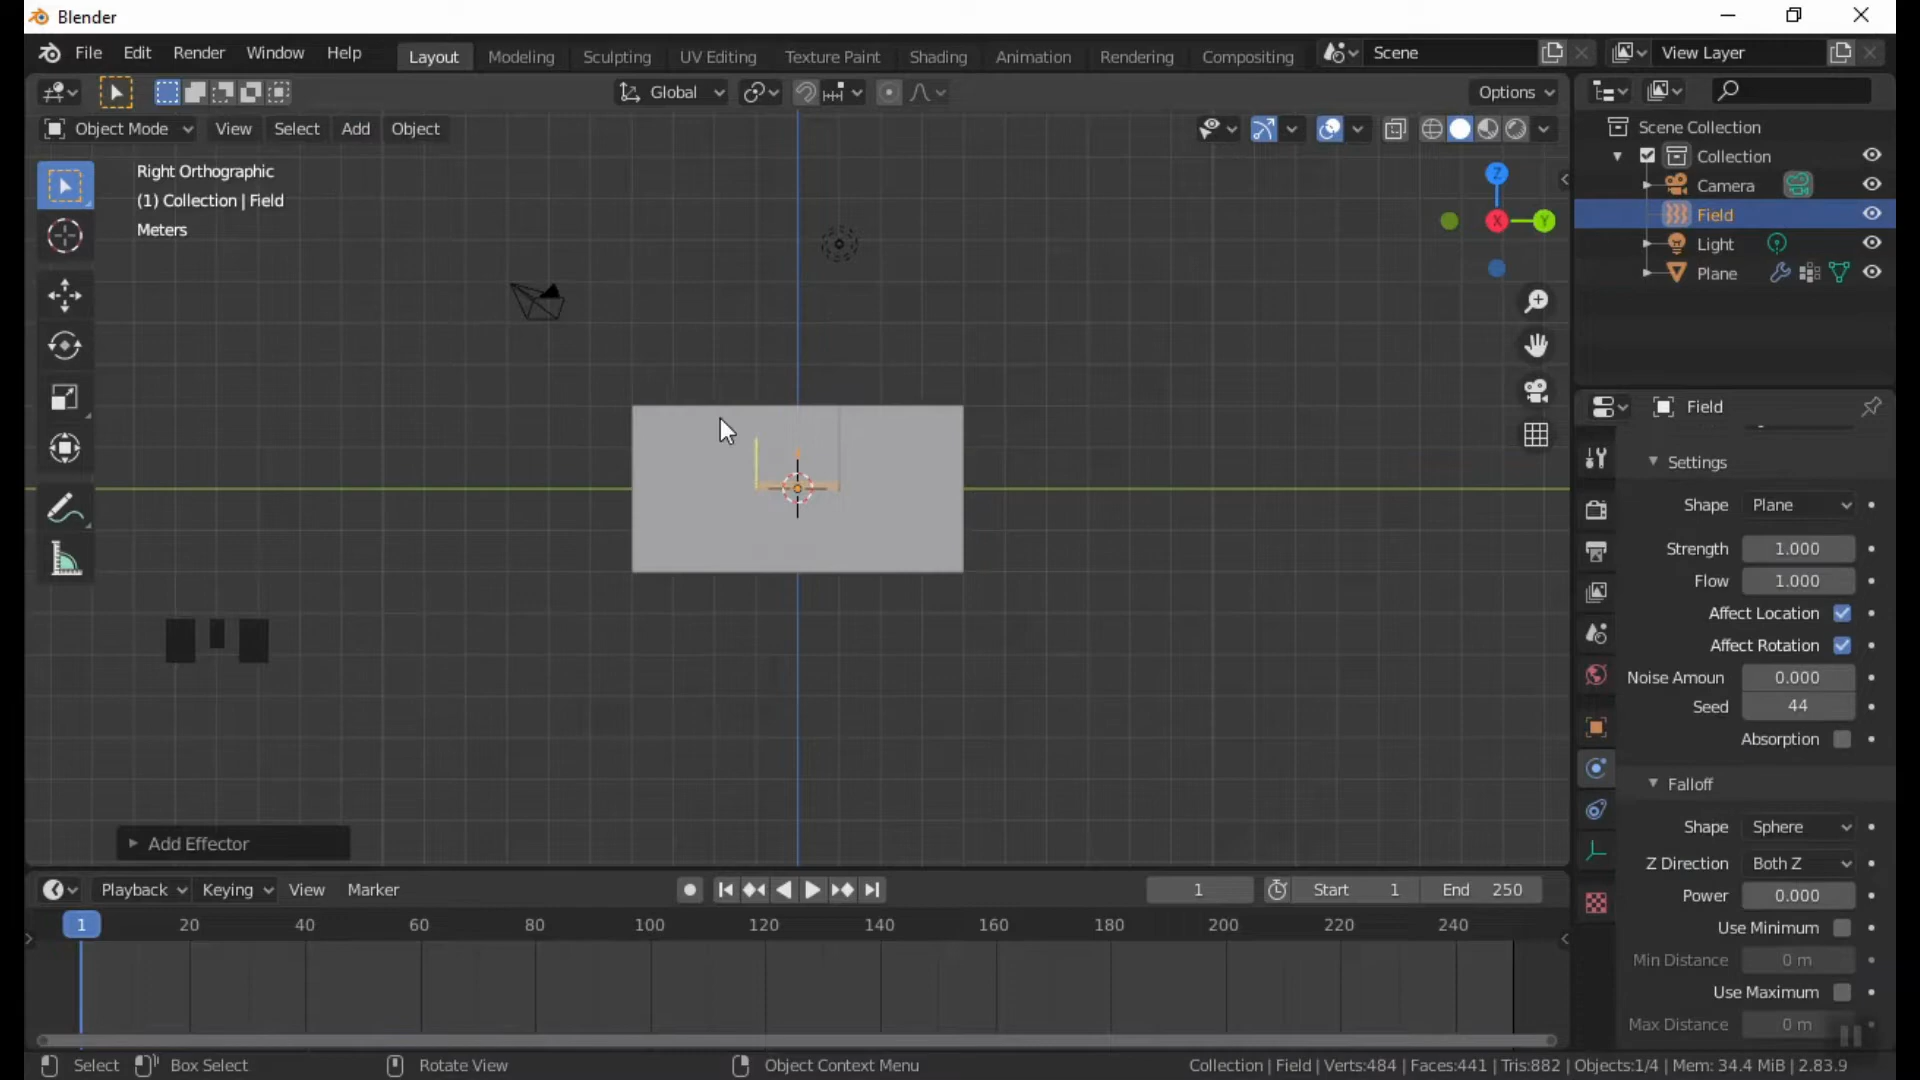 Blender
File Edit Render Window Help Layout Modeling Sculpting UV Editing Texture Paint Shading Animation Rendering Compositing Scene View Layer
Global Options
Object Mode View Select Add Object
Right Orthographic
(1) Collection | Field
Meters
Z
X
Y
Scene Collection
Collection
Camera
Field
Light
Plane
Field
Settings
Shape Plane
Strength 1.000
Flow 1.000
Affect Location
Affect Rotation
Noise Amoun 0.000
Seed 44
Absorption
Falloff
Shape Sphere
Z Direction Both Z
Power 0.000
Use Minimum
Min Distance 0 m
Use Maximum
Max Distance 0 m
Add Effector
Playback Keying View Marker 1 Start 1 End 250
1 20 40 60 80 100 120 140 160 180 200 220 240
Select Box Select Rotate View Object Context Menu Collection | Field | Verts:484 | Faces:441 | Tris:882 | Objects:1/4 | Mem: 34.4 MiB | 2.83.9